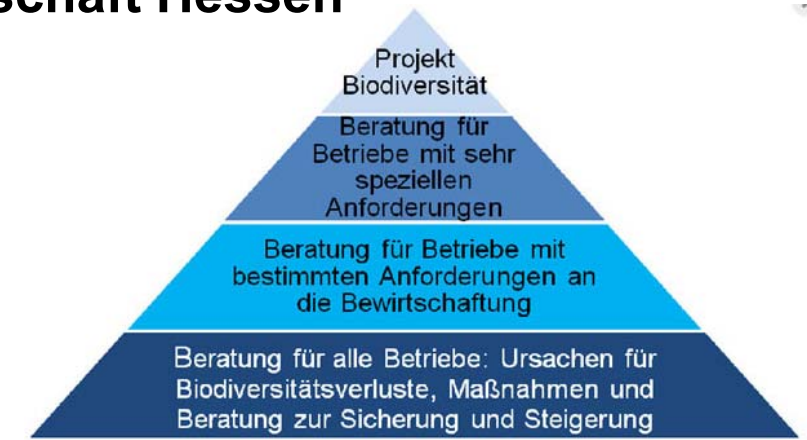 schaft Hessen
Projekt
Biodiversität
Beratung für
Betriebe mit sehr
speziellen
Anforderungen
Beratung für Betriebe mit
bestimmten Anforderungen an
die Bewirtschaftung
Beratung für alle Betriebe: Ursachen für
Biodiversitätsverluste, Maßnahmen und
Beratung zur Sicherung und Steigerung